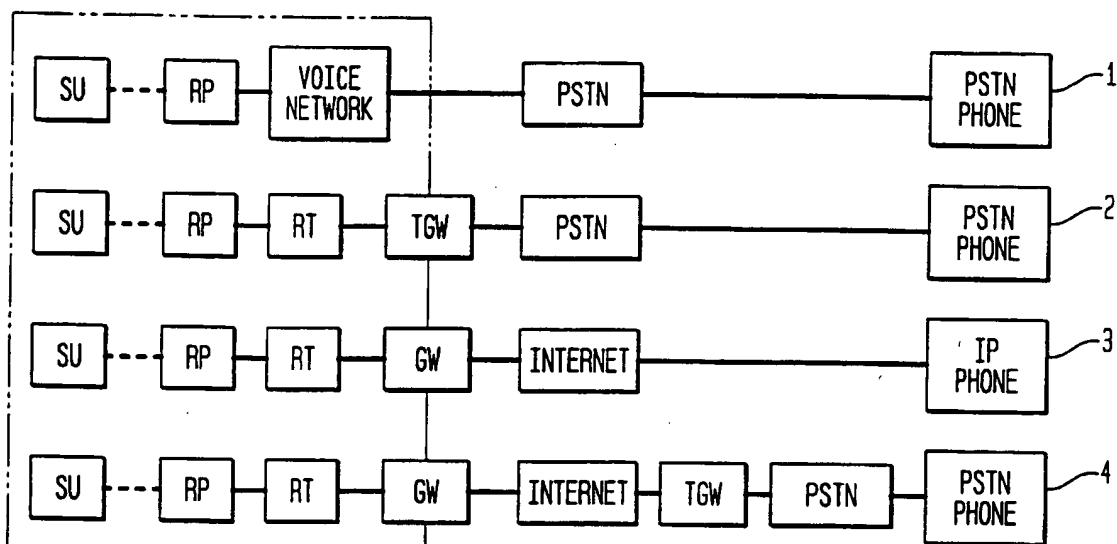 SU RP VOICE NETWORK PSTN PSTN PHONE 1
SU RP RT TGW PSTN PSTN PHONE 2
SU RP RT GW INTERNET IP PHONE 3
SU RP RT GW INTERNET TGW PSTN PSTN PHONE 4